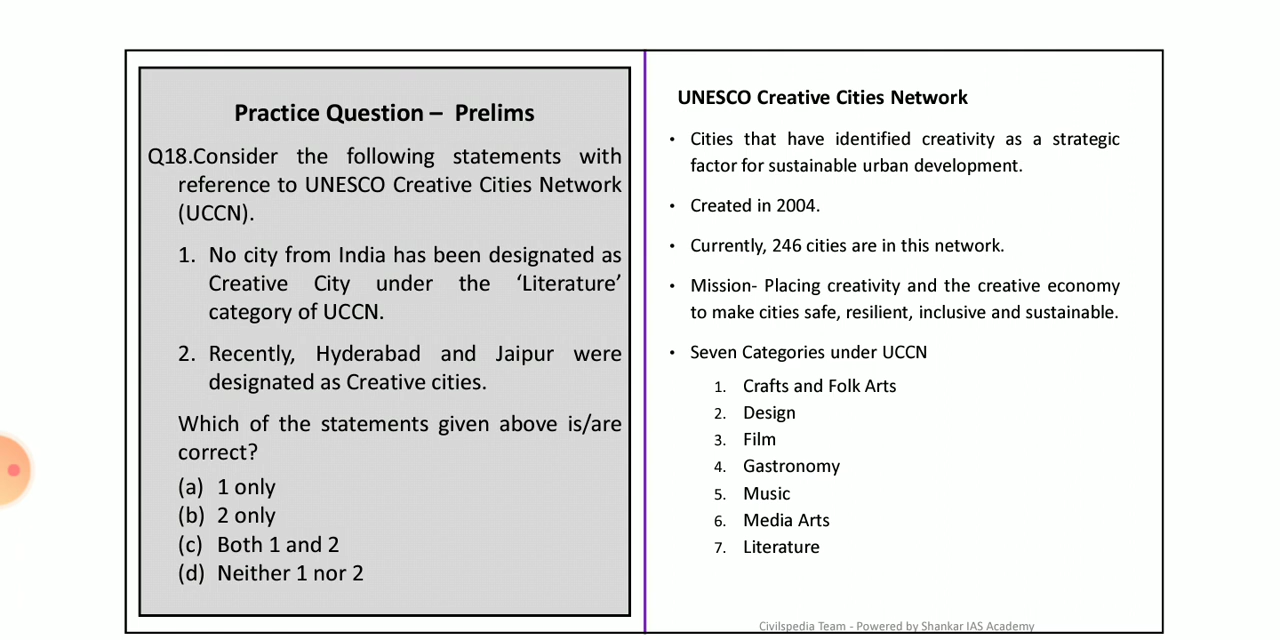 Practice Question – Prelims
Q18.Consider the following statements with
reference to UNESCO Creative Cities Network
(UCCN).
1. No city from India has been designated as
Creative City under the ‘Literature’
category of UCCN.
2. Recently, Hyderabad and Jaipur were
designated as Creative cities.
Which of the statements given above is/are
correct?
(a) 1 only
(b) 2 only
(c) Both 1 and 2
(d) Neither 1 nor 2
UNESCO Creative Cities Network
• Cities that have identified creativity as a strategic
factor for sustainable urban development.
• Created in 2004.
• Currently, 246 cities are in this network.
• Mission- Placing creativity and the creative economy
to make cities safe, resilient, inclusive and sustainable.
• Seven Categories under UCCN
1. Crafts and Folk Arts
2. Design
3. Film
4. Gastronomy
5. Music
6. Media Arts
7. Literature
Civilspedia Team - Powered by Shankar IAS Academy